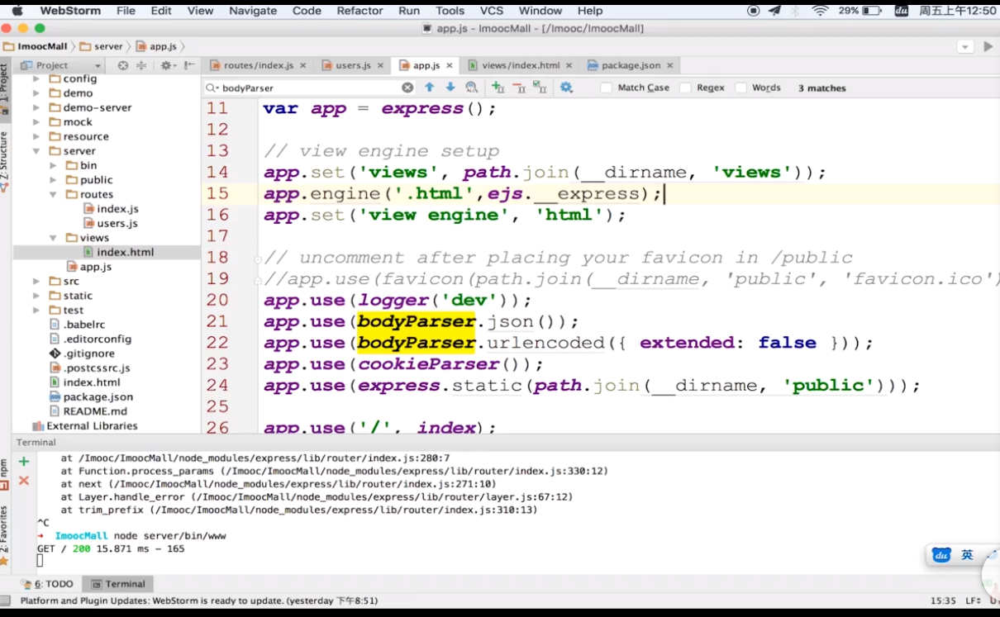 WebStorm File Edit View Navigate Code Refactor Run Tools VCS Window Help 29% du 周五上午12:50
app.js - ImoocMall - [/Imooc/ImoocMall]
ImoocMall server app.js
Project routes/index.js users.js app.js views/index.html package.json
1: Project
Z: Structure
npm
2: Favorites
config
demo
demo-server
mock
resource
server
bin
public
routes
index.js
users.js
views
index.html
app.js
src
static
test
.babelrc
.editorconfig
.gitignore
.postcssrc.js
index.html
package.json
README.md
External Libraries
bodyParser Match Case Regex Words 3 matches
11 var app = express();
12
13 // view engine setup
14 app.set('views', path.join(__dirname, 'views'));
15 app.engine('.html',ejs.__express);
16 app.set('view engine', 'html');
17
18 // uncomment after placing your favicon in /public
19 //app.use(favicon(path.join(__dirname, 'public', 'favicon.ico')
20 app.use(logger('dev'));
21 app.use(bodyParser.json());
22 app.use(bodyParser.urlencoded({ extended: false }));
23 app.use(cookieParser());
24 app.use(express.static(path.join(__dirname, 'public')));
25
26 app.use('/', index);
Terminal
at /Imooc/ImoocMall/node_modules/express/lib/router/index.js:280:7
at Function.process_params (/Imooc/ImoocMall/node_modules/express/lib/router/index.js:330:12)
at next (/Imooc/ImoocMall/node_modules/express/lib/router/index.js:271:10)
at Layer.handle_error (/Imooc/ImoocMall/node_modules/express/lib/router/layer.js:67:12)
at trim_prefix (/Imooc/ImoocMall/node_modules/express/lib/router/index.js:310:13)
^C
→ ImoocMall node server/bin/www
GET / 200 15.871 ms - 165
du 英
6: TODO Terminal
Platform and Plugin Updates: WebStorm is ready to update. (yesterday 下午8:51) 15:35 LF÷